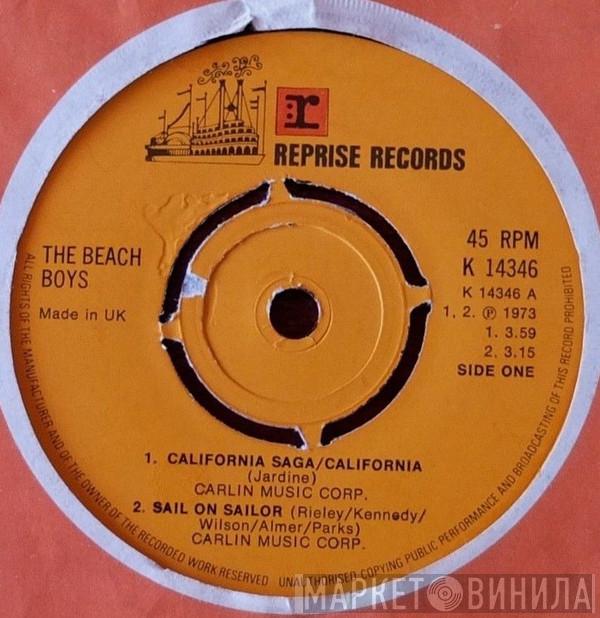 r
REPRISE RECORDS
THE BEACH
BOYS
Made in UK
45 RPM
K 14346
K 14346 A
1. 2. Ⓟ 1973
1. 3.59
2. 3.15
SIDE ONE
1. CALIFORNIA SAGA/CALIFORNIA
(Jardine)
CARLIN MUSIC CORP.
2. SAIL ON SAILOR (Rieley/Kennedy/
Wilson/Almer/Parks)
CARLIN MUSIC CORP.
ALL RIGHTS OF THE MANUFACTURER AND OF THE OWNER OF THE RECORDED WORK RESERVED UNAUTHORISED COPYING PUBLIC PERFORMANCE AND BROADCASTING OF THIS RECORD PROHIBITED
МАРКЕТ ВИНИЛА